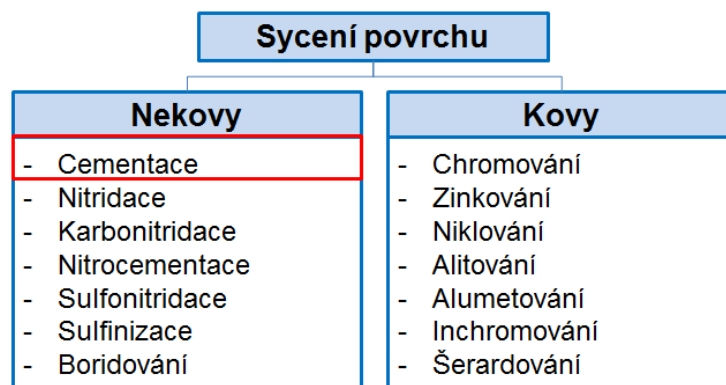 Sycení povrchu
Nekovy
- Cementace
- Nitridace
- Karbonitridace
- Nitrocementace
- Sulfonitridace
- Sulfinizace
- Boridování
Kovy
- Chromování
- Zinkování
- Niklování
- Alitování
- Alumetování
- Inchromování
- Šerardování